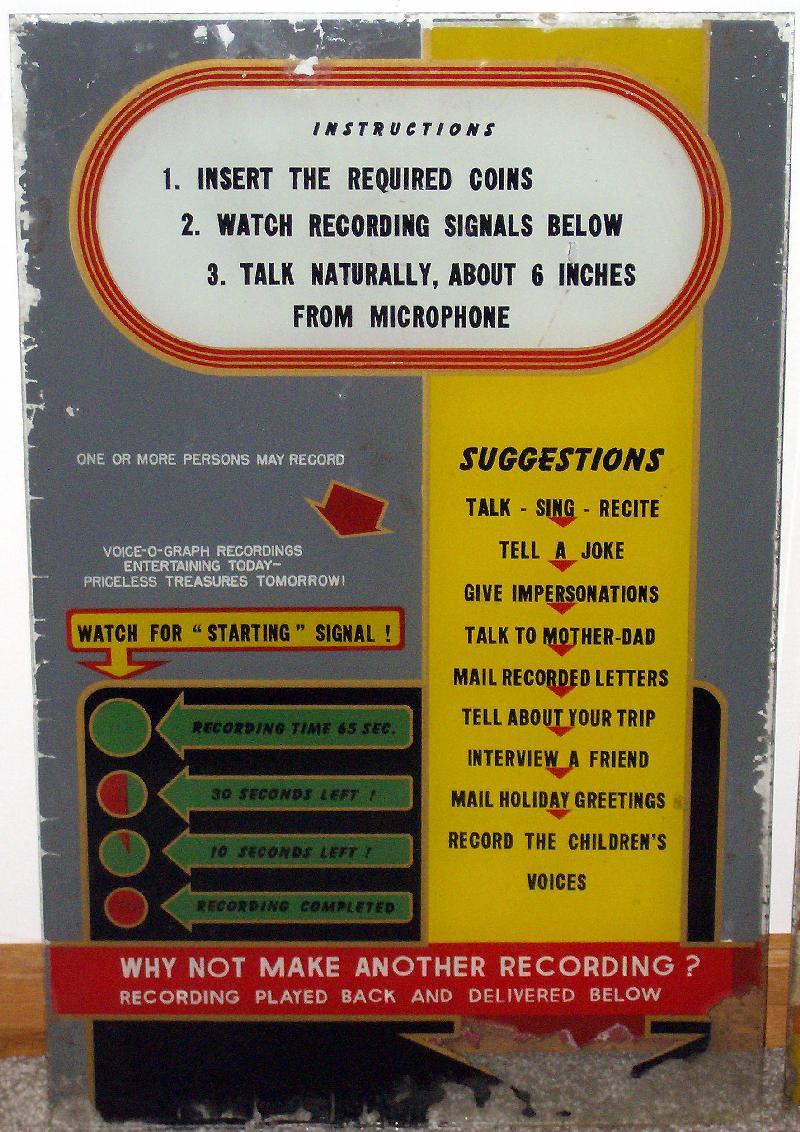 INSTRUCTIONS
1. INSERT THE REQUIRED COINS
2. WATCH RECORDING SIGNALS BELOW
3. TALK NATURALLY, ABOUT 6 INCHES
FROM MICROPHONE
ONE OR MORE PERSONS MAY RECORD
VOICE-O-GRAPH RECORDINGS
ENTERTAINING TODAY-
PRICELESS TREASURES TOMORROW!
WATCH FOR "STARTING" SIGNAL !
RECORDING TIME 65 SEC.
30 SECONDS LEFT !
10 SECONDS LEFT !
RECORDING COMPLETED
SUGGESTIONS
TALK - SING - RECITE
TELL A JOKE
GIVE IMPERSONATIONS
TALK TO MOTHER-DAD
MAIL RECORDED LETTERS
TELL ABOUT YOUR TRIP
INTERVIEW A FRIEND
MAIL HOLIDAY GREETINGS
RECORD THE CHILDREN'S
VOICES
WHY NOT MAKE ANOTHER RECORDING ?
RECORDING PLAYED BACK AND DELIVERED BELOW